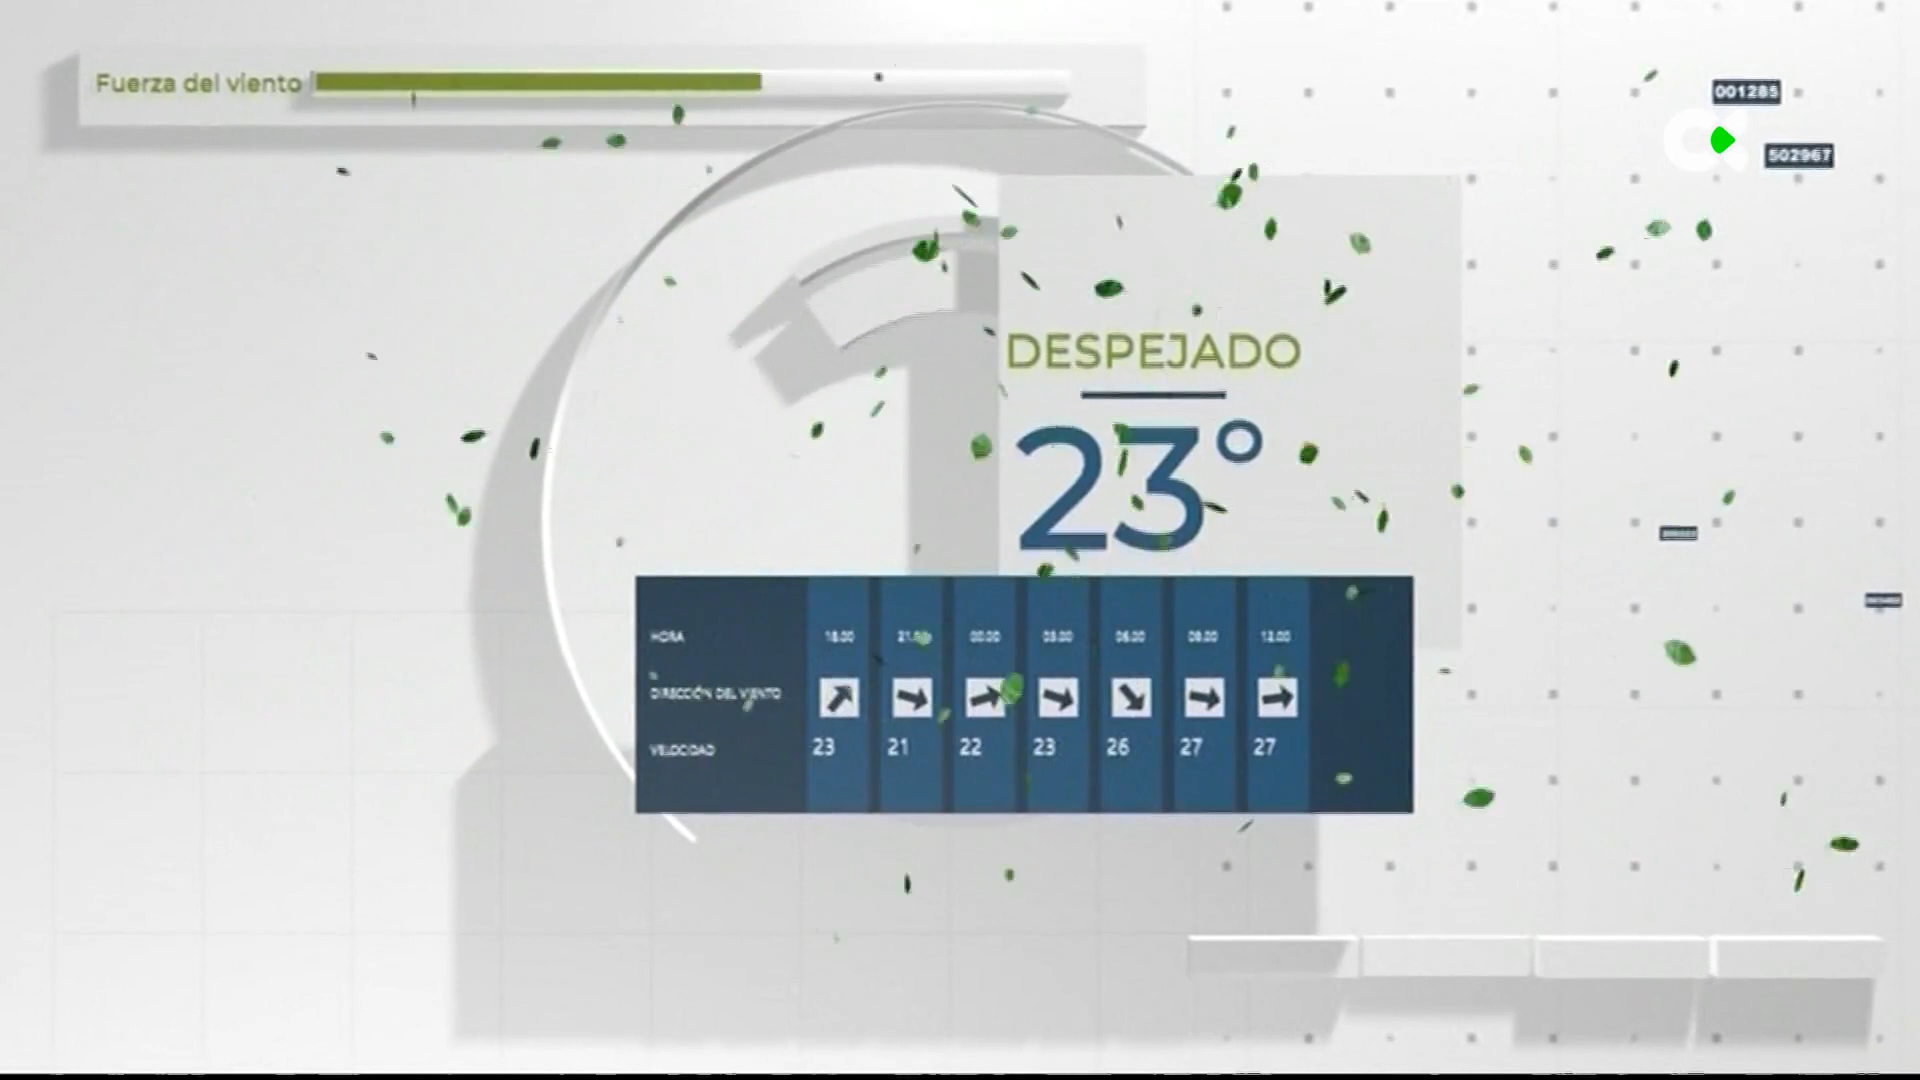 Fuerza del viento
001285
502967
DESPEJADO
23°
HORA 18.00 00.00 03.00 06.00 09.00 12.00
DIRECCIÓN DEL VIENTO
VELOCIDAD 23 21 22 23 26 27 27